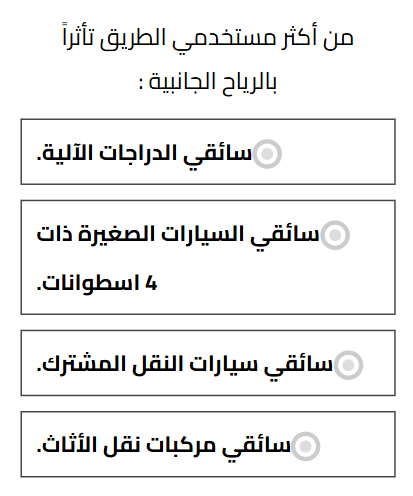 من أكثر مستخدمي الطريق تأثراً
بالرياح الجانبية :
سائقي الدراجات الآلية.
سائقي السيارات الصغيرة ذات
4 اسطوانات.
سائقي سيارات النقل المشترك.
سائقي مركبات نقل الأثاث.